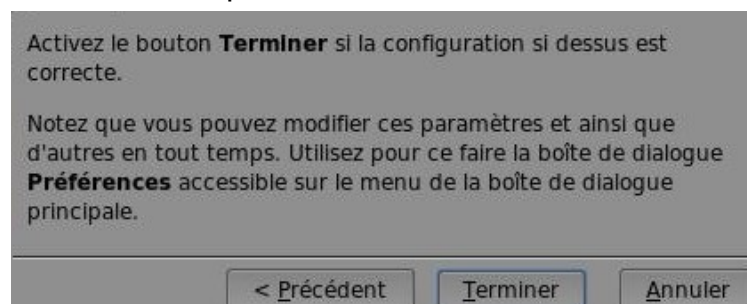 Activez le bouton Terminer si la configuration si dessus est
correcte.
Notez que vous pouvez modifier ces paramètres et ainsi que
d'autres en tout temps. Utilisez pour ce faire la boîte de dialogue
Préférences accessible sur le menu de la boîte de dialogue
principale.
< Précédent Terminer Annuler